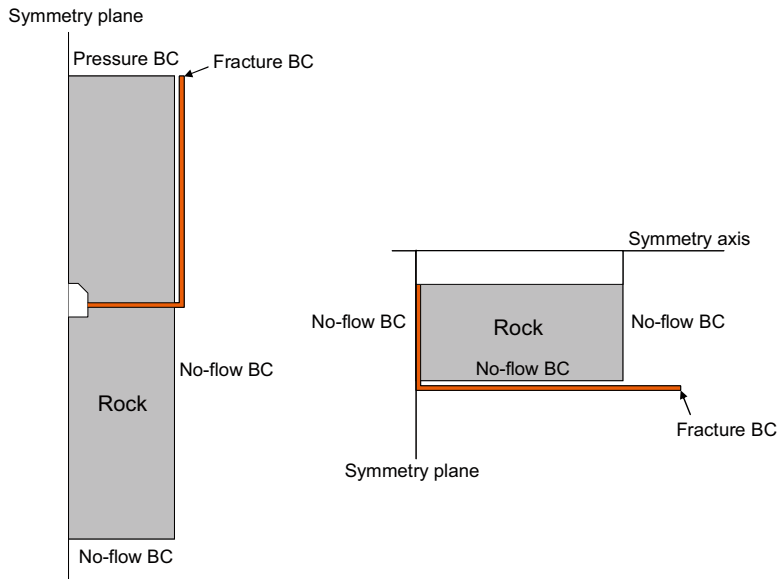 Symmetry plane
Pressure BC
Fracture BC
No-flow BC
Rock
No-flow BC
Symmetry axis
No-flow BC
Rock
No-flow BC
No-flow BC
Fracture BC
Symmetry plane